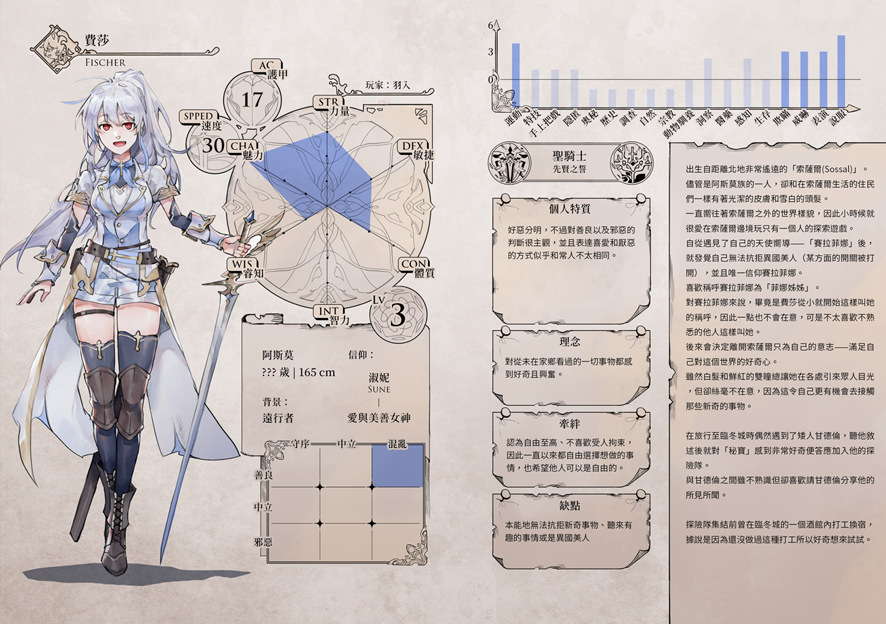 費莎
FISCHER
AC
護甲
17
SPPED
速度
30
玩家：羽入
STR
力量
DEX
敏捷
CON
體質
INT
智力
WIS
睿知
CHA
魅力
Lv
3
阿斯莫
??? 歲 | 165 cm
背景：
遠行者
信仰：
淑妮
SUNE
|
愛與美善女神
守序
中立
混亂
善良
中立
邪惡
6
3
0
運動
特技
手上把戲
隱匿
奧秘
歷史
調查
自然
宗教
動物馴養
洞察
醫藥
感知
生存
欺瞞
威嚇
表演
說服
聖騎士
先賢之誓
個人特質
好惡分明，不過對善良以及邪惡的
判斷很主觀，並且表達喜愛和厭惡
的方式似乎和常人不太相同。
理念
對從未在家鄉看過的一切事物都感
到好奇且興奮。
牽絆
認為自由至高、不喜歡受人拘束，
因此一直以來都自由選擇想做的事
情，也希望他人可以是自由的。
缺點
本能地無法抗拒新奇事物、聽來有
趣的事情或是異國美人
出生自距離北地非常遙遠的「索薩爾(Sossal)」。
儘管是阿斯莫族的一人，卻和在索薩爾生活的住民
們一樣有著光潔的皮膚和雪白的頭髮。
一直嚮往著索薩爾之外的世界樣貌，因此小時候就
很愛在索薩爾邊境玩只有一個人的探索遊戲。
自從遇見了自己的天使嚮導——「賽拉菲娜」後，
就發覺自己無法抗拒異國美人（某方面的開關被打
開），並且唯一信仰賽拉菲娜。
喜歡稱呼賽拉菲娜為「菲娜姊姊」。
對賽拉菲娜來說，畢竟是費莎從小就開始這樣叫她
的稱呼，因此一點也不會在意，可是不太喜歡不熟
悉的他人這樣叫她。
後來會決定離開索薩爾只為自己的意志——滿足自
己對這個世界的好奇心。
雖然白髮和鮮紅的雙瞳總讓她在各處引來眾人目光
，但卻絲毫不在意，因為這令自己更有機會去接觸
那些新奇的事物。
在旅行至臨冬城時偶然遇到了矮人甘德倫，聽他敘
述後就對「秘寶」感到非常好奇便答應加入他的探
險隊。
與甘德倫之間雖不熟識但卻喜歡請甘德倫分享他的
所見所聞。
探險隊集結前曾在臨冬城的一個酒館內打工換宿，
據說是因為還沒做過這種打工所以好奇想來試試。